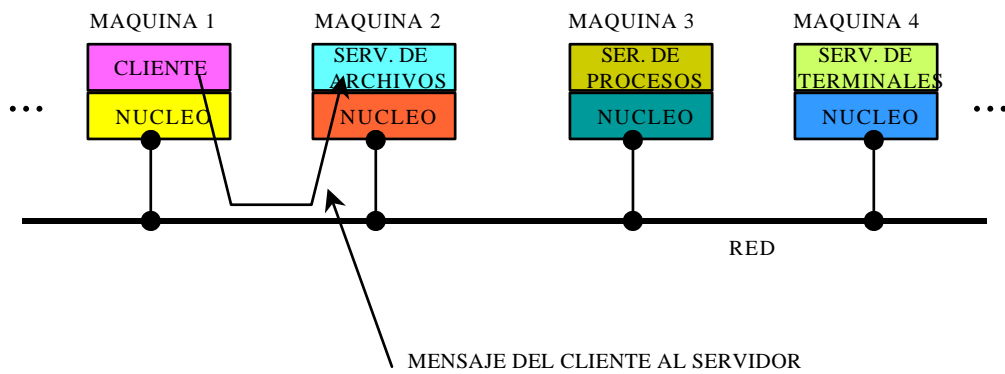 MAQUINA 1
MAQUINA 2
MAQUINA 3
MAQUINA 4
CLIENTE
SERV. DE
ARCHIVOS
SER. DE
PROCESOS
SERV. DE
TERMINALES
...
NUCLEO
NUCLEO
NUCLEO
NUCLEO
...
RED
MENSAJE DEL CLIENTE AL SERVIDOR